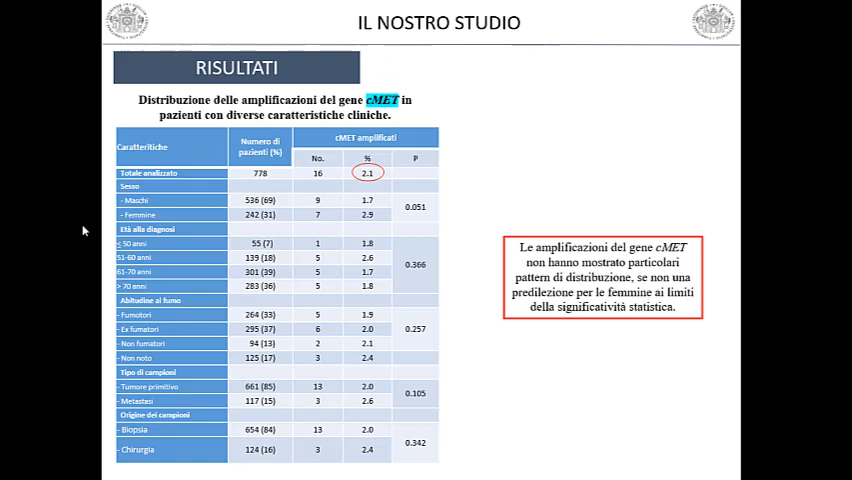 IL NOSTRO STUDIO
RISULTATI
Distribuzione delle amplificazioni del gene cMET in
pazienti con diverse caratteristiche cliniche.
Caratteritiche Numero di pazienti (%) cMET amplificati
No. % P
Totale analizzato 778 16 2.1
Sesso
- Maschi 536 (69) 9 1.7 0.051
- Femmine 242 (31) 7 2.9
Età alla diagnosi
≤ 50 anni 55 (7) 1 1.8 0.366
51-60 anni 139 (18) 5 2.6
61-70 anni 301 (39) 5 1.7
> 70 anni 283 (36) 5 1.8
Abitudine al fumo
- Fumotori 264 (33) 5 1.9 0.257
- Ex fumatori 295 (37) 6 2.0
- Non fumatori 94 (13) 2 2.1
- Non noto 125 (17) 3 2.4
Tipo di campioni
- Tumore primitivo 661 (85) 13 2.0 0.105
- Metastasi 117 (15) 3 2.6
Origine dei campioni
- Biopsia 654 (84) 13 2.0 0.342
- Chirurgia 124 (16) 3 2.4
Le amplificazioni del gene cMET
non hanno mostrato particolari
pattern di distribuzione, se non una
predilezione per le femmine ai limiti
della significatività statistica.